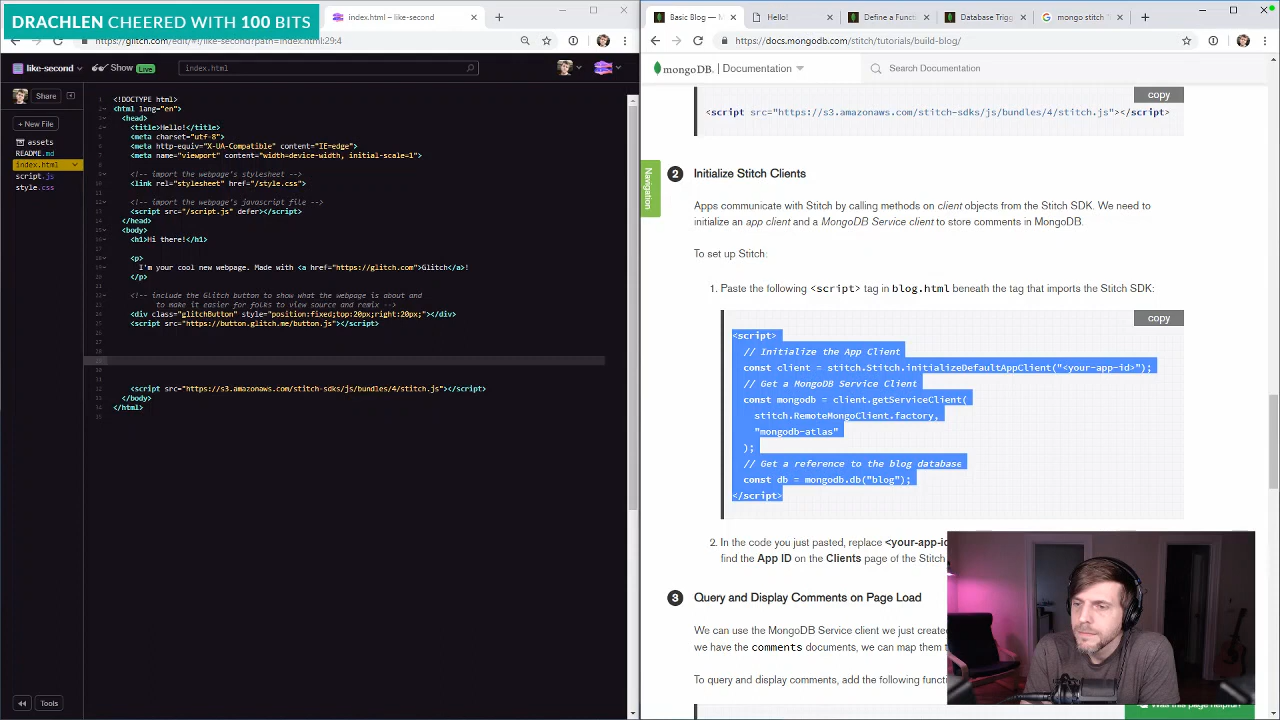 DRACHLEN CHEERED WITH 100 BITS
index.html – like-second
https://glitch.com/edit/#!/like-second?path=index.html:29:4
like-second
Show
Live
index.html
Share
+ New File
assets
README.md
index.html
script.js
style.css
<!DOCTYPE html>
<html lang="en">
<head>
<title>Hello!</title>
<meta charset="utf-8">
<meta http-equiv="X-UA-Compatible" content="IE=edge">
<meta name="viewport" content="width=device-width, initial-scale=1">
<!-- import the webpage's stylesheet -->
<link rel="stylesheet" href="/style.css">
<!-- import the webpage's javascript file -->
<script src="/script.js" defer></script>
</head>
<body>
<h1>Hi there!</h1>
<p>
I'm your cool new webpage. Made with <a href="https://glitch.com">Glitch</a>!
</p>
<!-- include the Glitch button to show what the webpage is about and
to make it easier for folks to view source and remix -->
<div class="glitchButton" style="position:fixed;top:20px;right:20px;"></div>
<script src="https://button.glitch.me/button.js"></script>
<script src="https://s3.amazonaws.com/stitch-sdks/js/bundles/4/stitch.js"></script>
</body>
</html>
Tools
Basic Blog — M
Hello!
Define a Funct
Database Trigg
mongo stitch
https://docs.mongodb.com/stitch/tutorials/build-blog/
mongoDB. | Documentation
Search Documentation
Navigation
copy
<script src="https://s3.amazonaws.com/stitch-sdks/js/bundles/4/stitch.js"></script>
2 Initialize Stitch Clients
Apps communicate with Stitch by calling methods on client objects from the Stitch SDK. We need to
initialize an app client and a MongoDB Service client to store comments in MongoDB.
To set up Stitch:
1. Paste the following <script> tag in blog.html beneath the tag that imports the Stitch SDK:
copy
<script>
// Initialize the App Client
const client = stitch.Stitch.initializeDefaultAppClient("<your-app-id>");
// Get a MongoDB Service Client
const mongodb = client.getServiceClient(
stitch.RemoteMongoClient.factory,
"mongodb-atlas"
);
// Get a reference to the blog database
const db = mongodb.db("blog");
</script>
2. In the code you just pasted, replace <your-app-id
find the App ID on the Clients page of the Stitch
3 Query and Display Comments on Page Load
We can use the MongoDB Service client we just created
we have the comments documents, we can map them t
To query and display comments, add the following func
Was this page helpful?